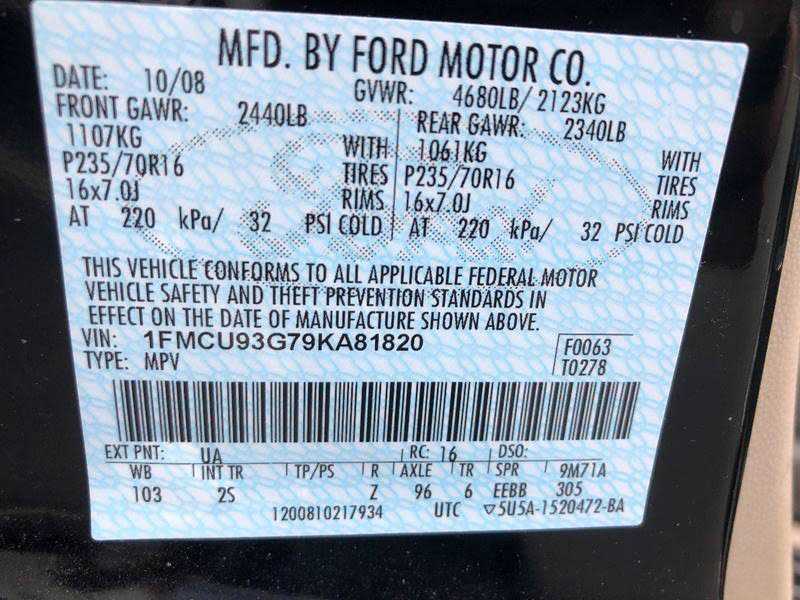 MFD. BY FORD MOTOR CO.
DATE: 10/08 GVWR: 4680LB/ 2123KG
FRONT GAWR: 2440LB REAR GAWR: 2340LB
1107KG WITH 1061KG WITH
P235/70R16 TIRES P235/70R16 TIRES
16x7.0J RIMS 16x7.0J RIMS
AT 220 kPa/ 32 PSI COLD AT 220 kPa/ 32 PSI COLD
THIS VEHICLE CONFORMS TO ALL APPLICABLE FEDERAL MOTOR
VEHICLE SAFETY AND THEFT PREVENTION STANDARDS IN
EFFECT ON THE DATE OF MANUFACTURE SHOWN ABOVE.
VIN: 1FMCU93G79KA81820 F0063
TYPE: MPV T0278
EXT PNT: UA RC: 16 DSO:
WB INT TR TP/PS R AXLE TR SPR 9M71A
103 2S Z 96 6 EEBB 305
1200810217934 UTC ▽5U5A-1520472-BA